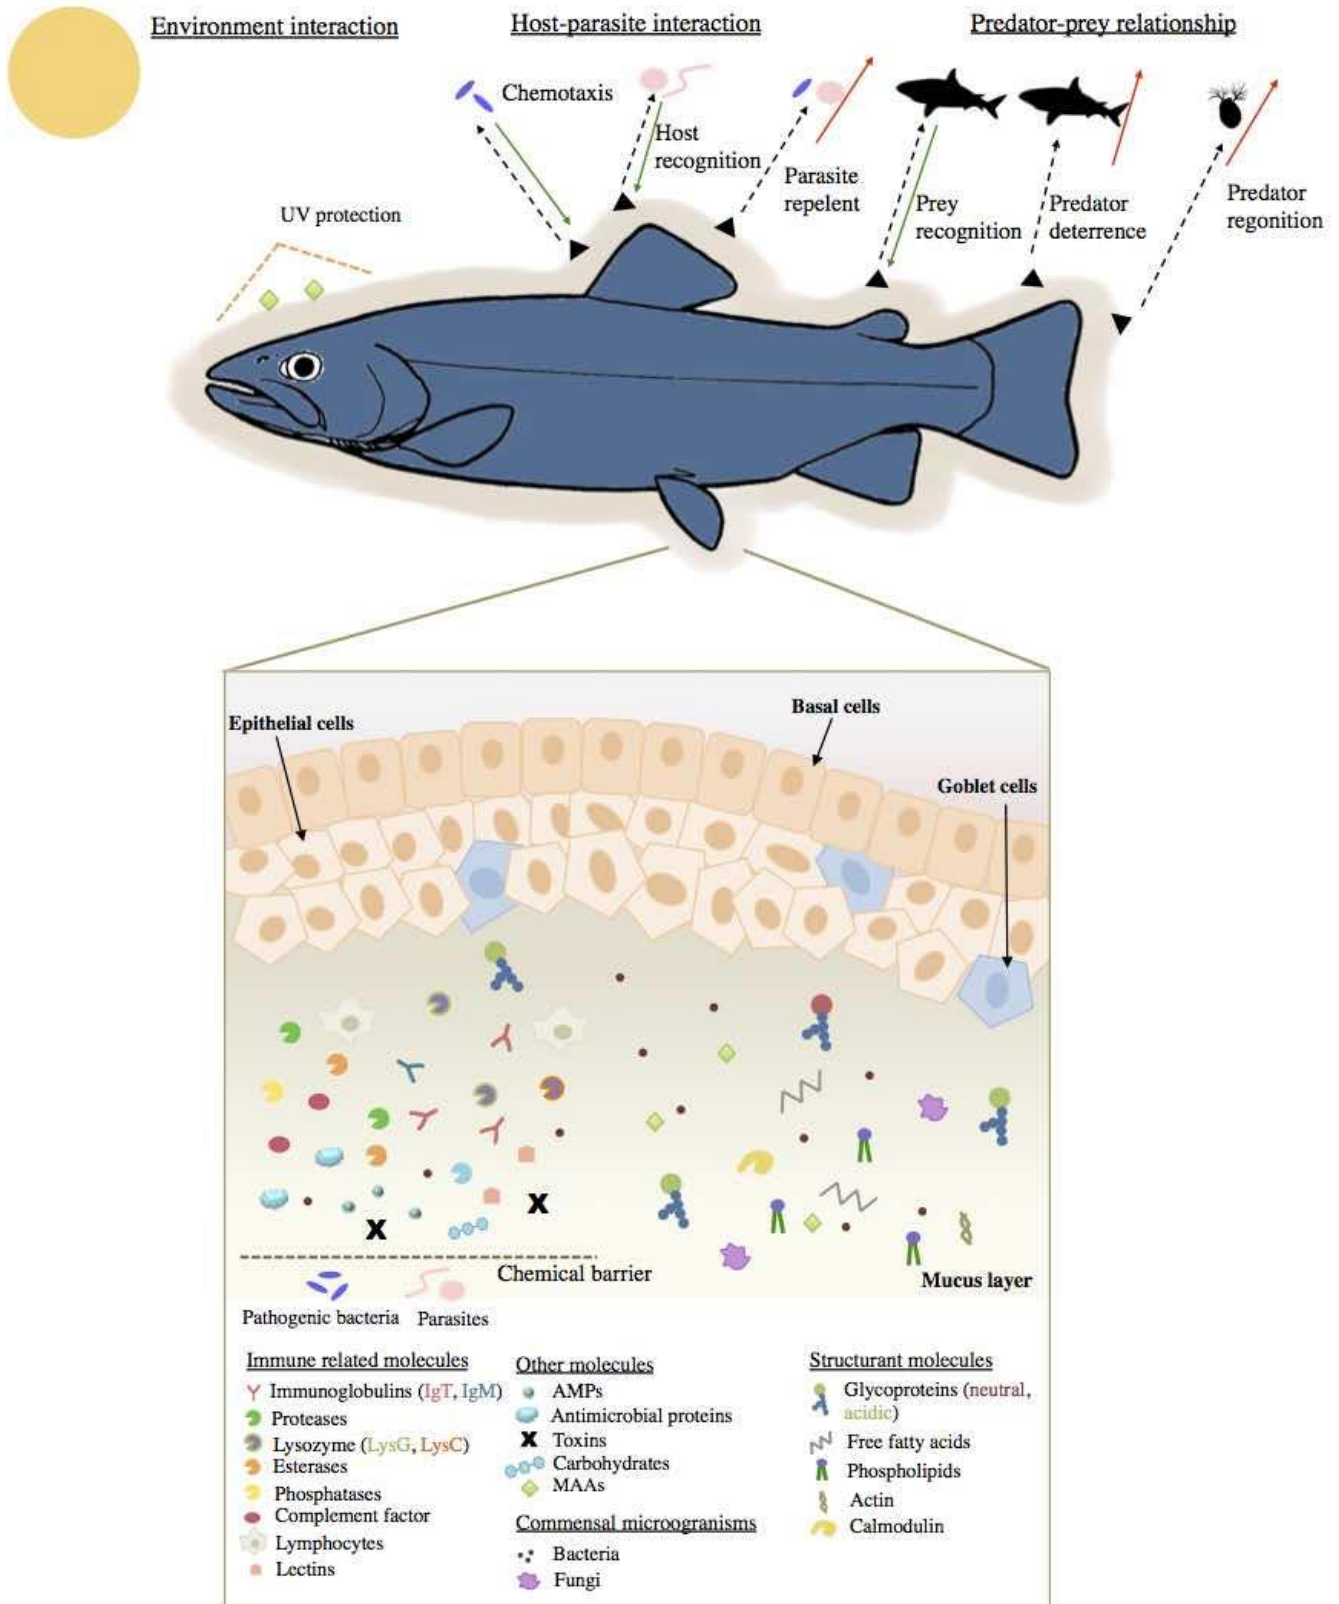 Environment interaction
Host-parasite interaction
Predator-prey relationship
Chemotaxis
Host
recognition
Parasite
repelent
Prey
recognition
Predator
deterrence
Predator
regonition
UV protection
Epithelial cells
Basal cells
Goblet cells
X
X
Chemical barrier
Mucus layer
Pathogenic bacteria
Parasites
Immune related molecules
Immunoglobulins (IgT, IgM)
Proteases
Lysozyme (LysG, LysC)
Esterases
Phosphatases
Complement factor
Lymphocytes
Lectins
Other molecules
AMPs
Antimicrobial proteins
X Toxins
Carbohydrates
MAAs
Commensal microogranisms
Bacteria
Fungi
Structurant molecules
Glycoproteins (neutral,
acidic)
Free fatty acids
Phospholipids
Actin
Calmodulin